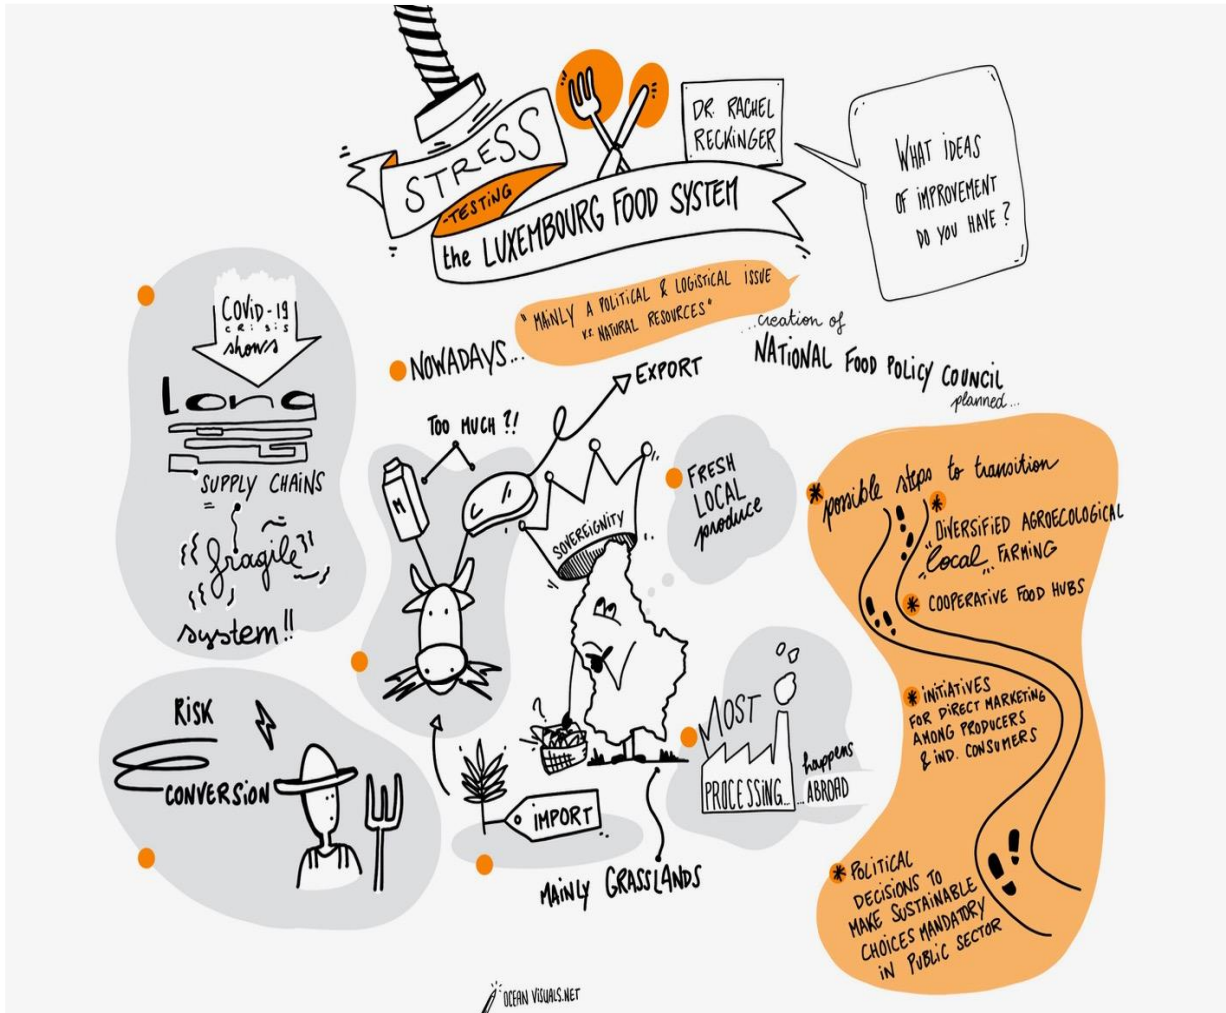 STRESS
-TESTING
the LUXEMBOURG FOOD SYSTEM
DR. RACHEL
RECKINGER
WHAT IDEAS
OF IMPROVEMENT
DO YOU HAVE?
"MAINLY A POLITICAL & LOGISTICAL ISSUE
VS. NATURAL RESOURCES"
COVID-19
CRISIS
shows
Long
SUPPLY CHAINS
fragile
system!!
NOWADAYS...
EXPORT
TOO MUCH?!
M
SOVEREIGNITY
FRESH
LOCAL
produce
...creation of
NATIONAL FOOD POLICY COUNCIL
planned...
* possible steps to transition
*
DIVERSIFIED AGROECOLOGICAL
"local" FARMING
* COOPERATIVE FOOD HUBS
* INITIATIVES
FOR DIRECT MARKETING
AMONG PRODUCERS
& IND. CONSUMERS
* POLITICAL
DECISIONS TO
MAKE SUSTAINABLE
CHOICES MANDATORY
IN PUBLIC SECTOR
RISK
CONVERSION
IMPORT
MAINLY GRASSLANDS
MOST
PROCESSING...
...happens
ABROAD
OCEAN VISUALS.NET